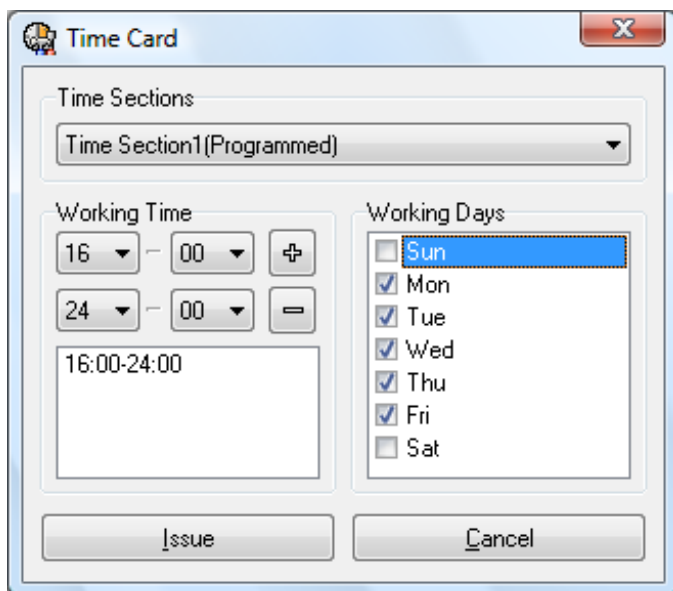 Time Card
Time Sections
Time Section1(Programmed)
Working Time
16 - 00
24 - 00
16:00-24:00
Working Days
Sun
Mon
Tue
Wed
Thu
Fri
Sat
Issue
Cancel